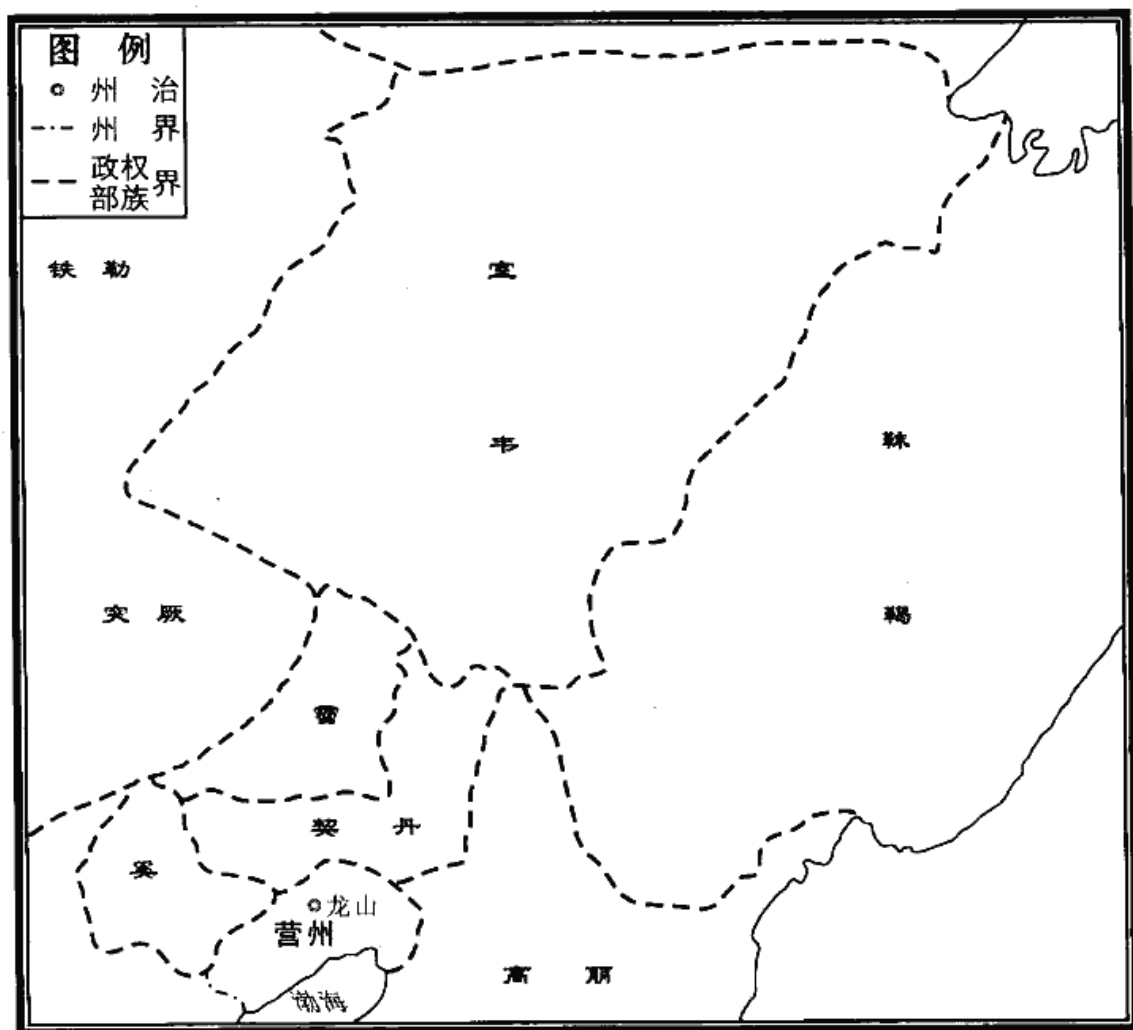 图 例
州 治
州 界
政权
部族 界
铁 勒
室
韦
靺
鞨
突 厥
霫
契 丹
奚
龙山
营州
渤海
高 丽